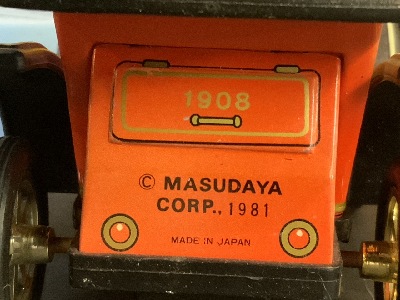 1908
© MASUDAYA
CORP., 1981
MADE IN JAPAN